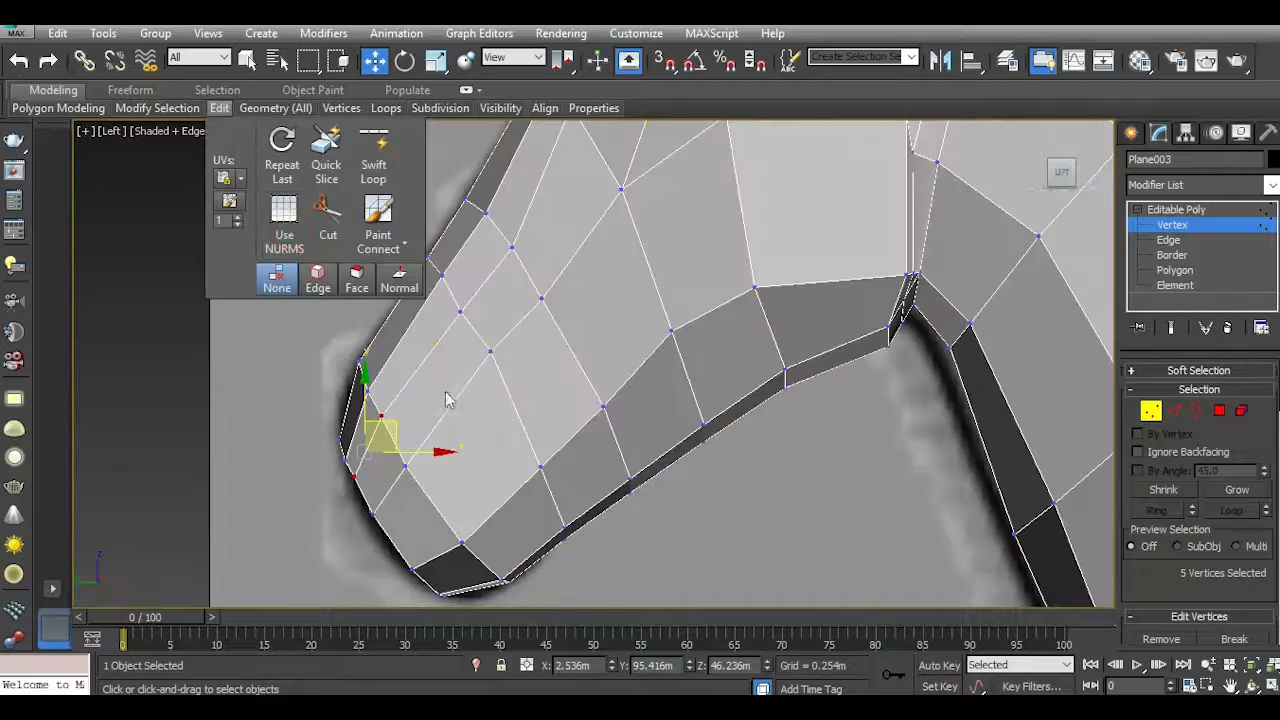 MAX Edit Tools Group Views Create Modifiers Animation Graph Editors Rendering Customize MAXScript Help
All View Create Selection Se
Modeling Freeform Selection Object Paint Populate
Polygon Modeling Modify Selection Edit Geometry (All) Vertices Loops Subdivision Visibility Align Properties
[+] [Left] [Shaded + Edge
UVs:
1
Repeat Last
Quick Slice
Swift Loop
Use NURMS
Cut
Paint Connect
None Edge Face Normal
LEFT
Plane003
Modifier List
Editable Poly
Vertex
Edge
Border
Polygon
Element
Soft Selection
Selection
By Vertex
Ignore Backfacing
By Angle: 45.0
Shrink Grow
Ring Loop
Preview Selection
Off SubObj Multi
5 Vertices Selected
Edit Vertices
Remove Break
0 / 100
0 5 10 15 20 25 30 35 40 45 50 55 60 65 70 75 80 85 90 95 100
1 Object Selected X: 2.536m Y: 95.416m Z: 46.236m Grid = 0.254m Auto Key Selected
Welcome to M
Click or click-and-drag to select objects Add Time Tag Set Key Key Filters... 0